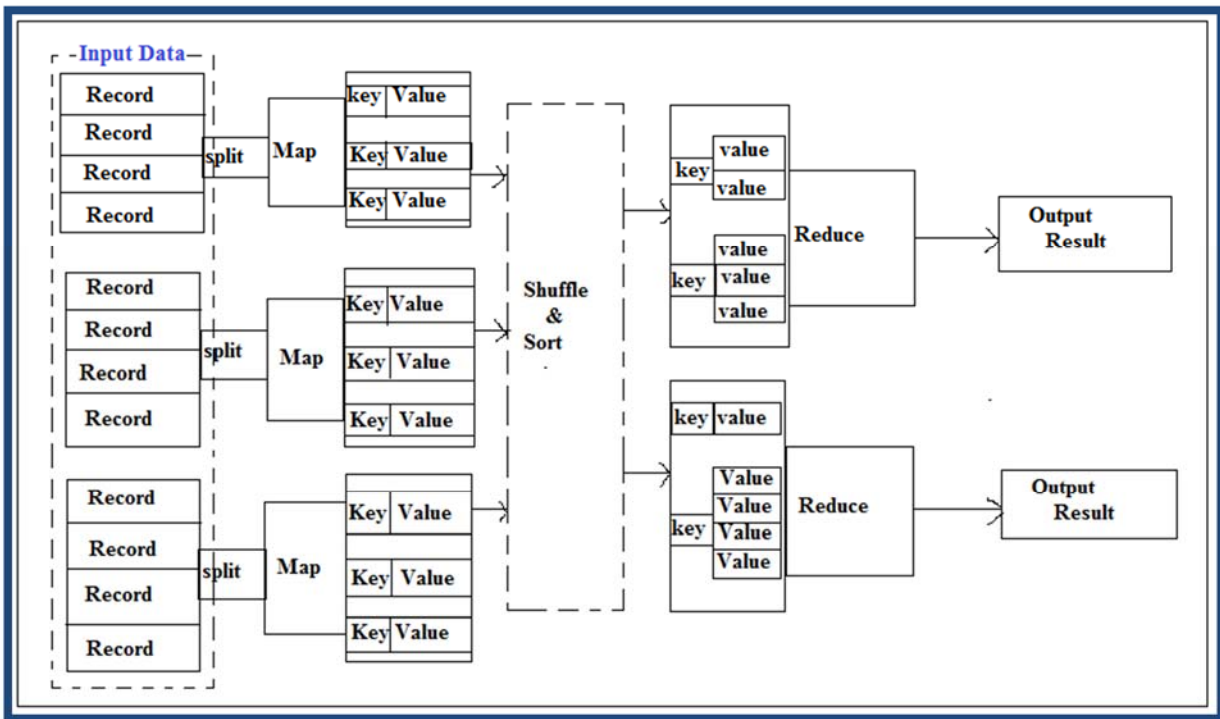 Input Data
Record
Record
Record
Record
split
Map
key Value
Key Value
Key Value
Record
Record
Record
Record
split
Map
Key Value
Key Value
Key Value
Record
Record
Record
Record
split
Map
Key Value
Key Value
Key Value
Shuffle
&
Sort
key
value
value
key
value
value
value
Reduce
Output
Result
key value
key
Value
Value
Value
Value
Reduce
Output
Result